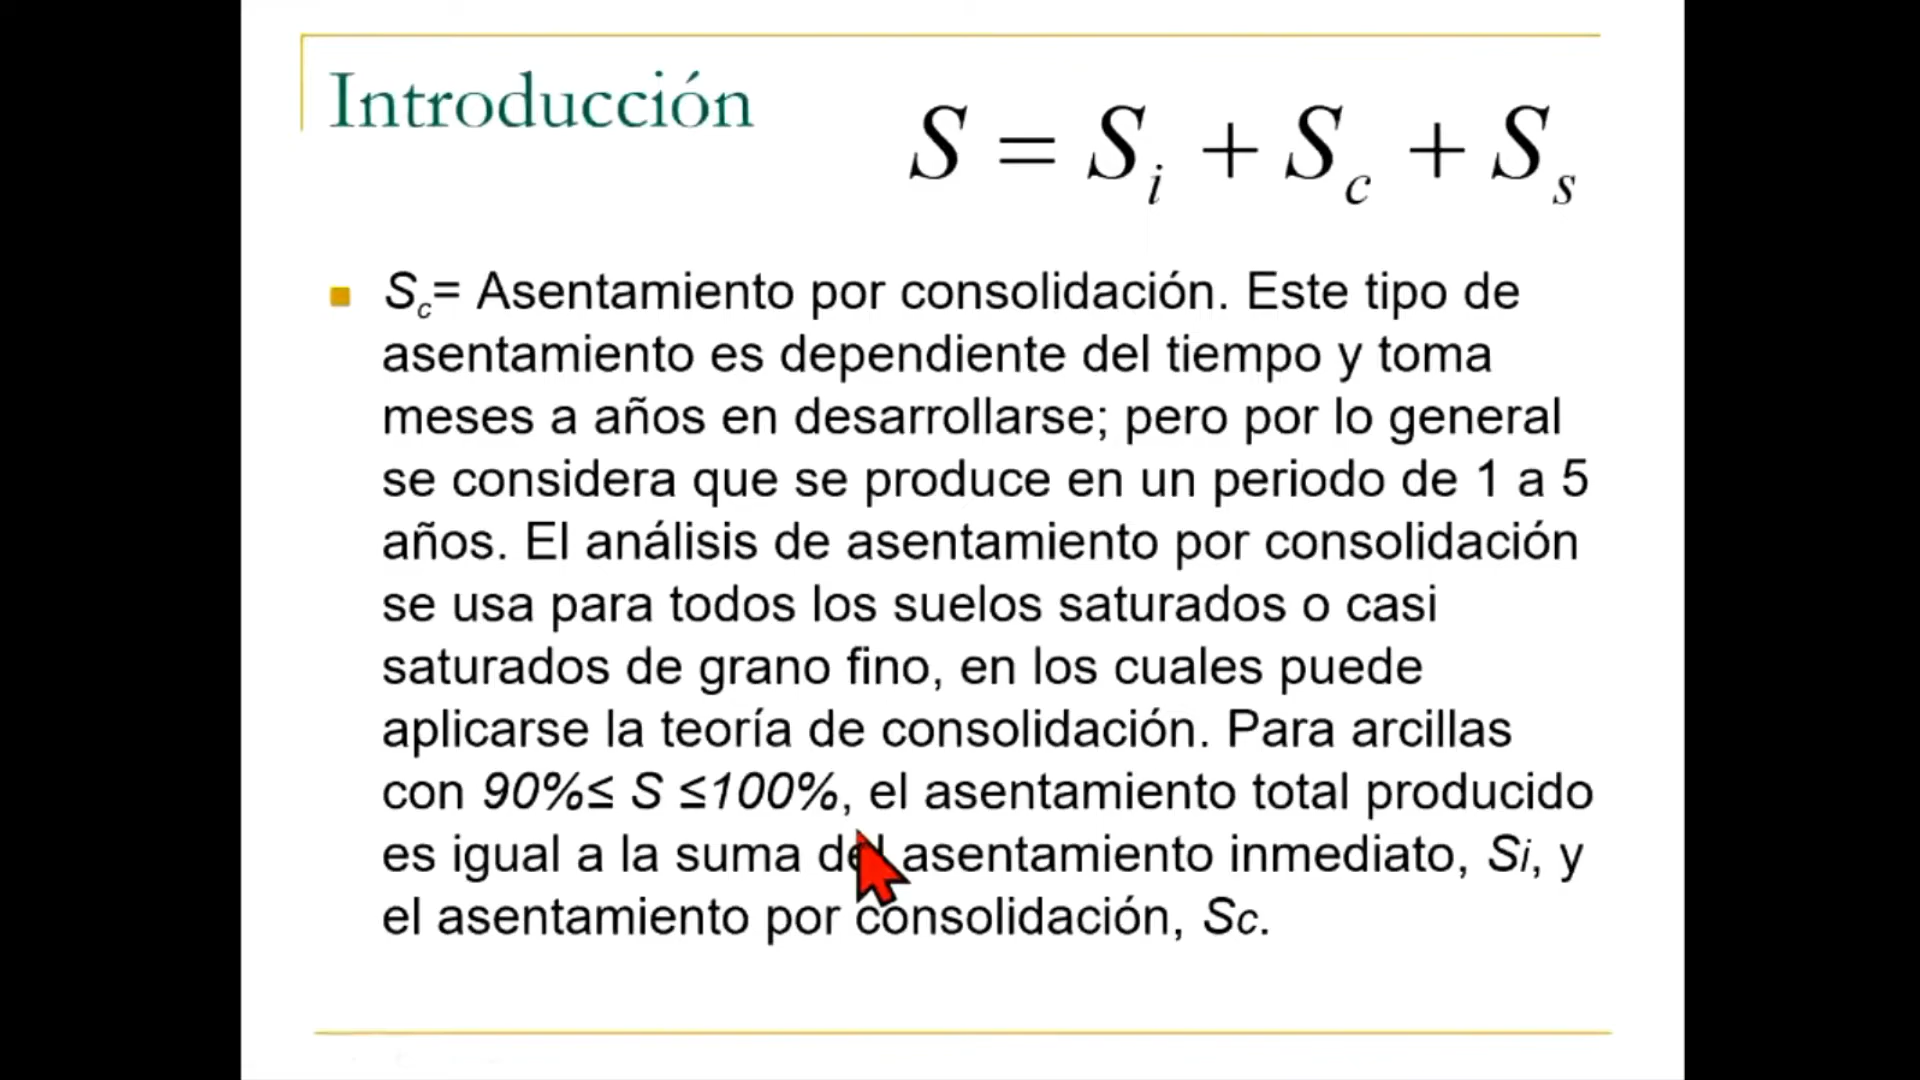 Introducción
S = Si + Sc + Ss
Sc= Asentamiento por consolidación. Este tipo de
asentamiento es dependiente del tiempo y toma
meses a años en desarrollarse; pero por lo general
se considera que se produce en un periodo de 1 a 5
años. El análisis de asentamiento por consolidación
se usa para todos los suelos saturados o casi
saturados de grano fino, en los cuales puede
aplicarse la teoría de consolidación. Para arcillas
con 90%≤ S ≤100%, el asentamiento total producido
es igual a la suma del asentamiento inmediato, Si, y
el asentamiento por consolidación, Sc.